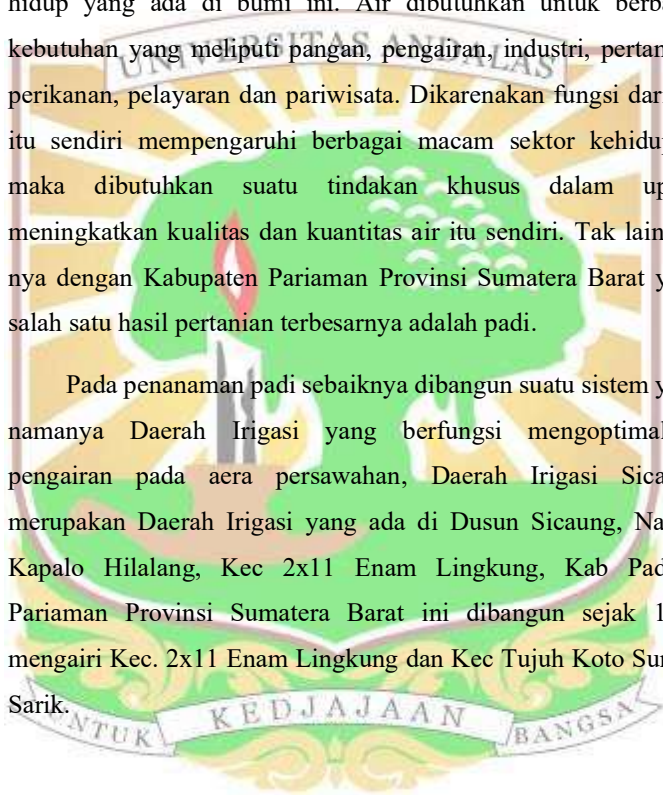 hidup yang ada di bumi ini. Air dibutuhkan untuk
kebutuhan yang meliputi pangan, pengairan, industri,
UNIVERSITAS ANDALAS
perikanan, pelayaran dan pariwisata. Dikarenakan fungsi
itu sendiri mempengaruhi berbagai macam sektor
maka dibutuhkan suatu tindakan khusus dalam
meningkatkan kualitas dan kuantitas air itu sendiri. Tak lain
nya dengan Kabupaten Pariaman Provinsi Sumatera Barat
salah satu hasil pertanian terbesarnya adalah padi.
Pada penanaman padi sebaiknya dibangun suatu sistem
namanya Daerah Irigasi yang berfungsi
pengairan pada aera persawahan, Daerah Irigasi
merupakan Daerah Irigasi yang ada di Dusun Sicaung,
Kapalo Hilalang, Kec 2x11 Enam Lingkung, Kab
Pariaman Provinsi Sumatera Barat ini dibangun sejak
mengairi Kec. 2x11 Enam Lingkung dan Kec Tujuh Koto
Sarik.
UNTUK KEDJAJAAN BANGSA